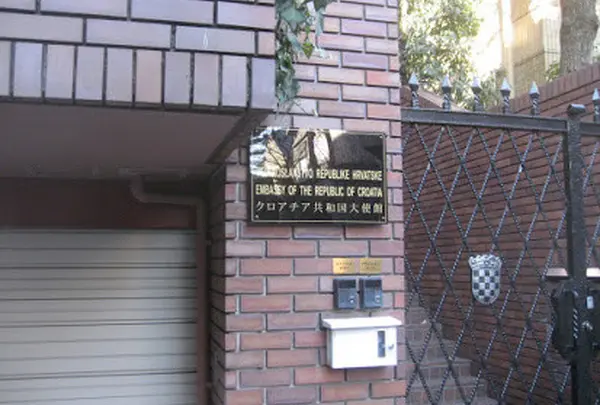 REPUBLIKE HRVATSKE
EMBASSY OF THE REPUBLIC OF CROATIA
クロアチア共和国大使館